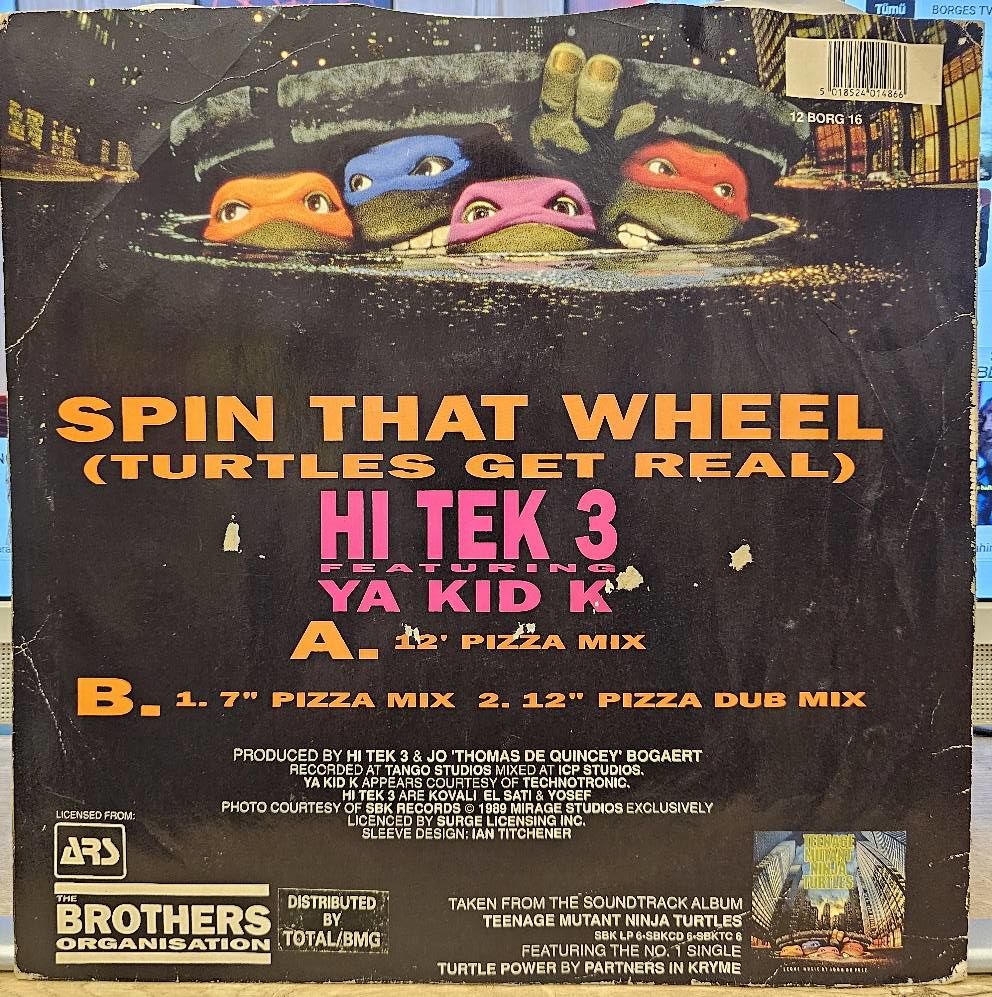 Tümü
BORGES TV
5 018524 014866
12 BORG 16
SPIN THAT WHEEL
(TURTLES GET REAL)
HI TEK 3
FEATURING
YA KID K
A. 12' PIZZA MIX
B. 1. 7" PIZZA MIX 2. 12" PIZZA DUB MIX
PRODUCED BY HI TEK 3 & JO 'THOMAS DE QUINCEY' BOGAERT
RECORDED AT TANGO STUDIOS MIXED AT ICP STUDIOS.
YA KID K APPEARS COURTESY OF TECHNOTRONIC.
HI TEK 3 ARE KOVALI EL SATI & YOSEF
PHOTO COURTESY OF SBK RECORDS © 1989 MIRAGE STUDIOS EXCLUSIVELY
LICENCED BY SURGE LICENSING INC.
SLEEVE DESIGN: IAN TITCHENER
LICENSED FROM:
ARS
THE
BROTHERS
ORGANISATION
DISTRIBUTED
BY
TOTAL/BMG
TAKEN FROM THE SOUNDTRACK ALBUM
TEENAGE MUTANT NINJA TURTLES
SBK LP 6-SBKCD 6-SBKTC 6
FEATURING THE NO. 1 SINGLE
TURTLE POWER BY PARTNERS IN KRYME
TEENAGE
MUTANT
NINJA
TURTLES